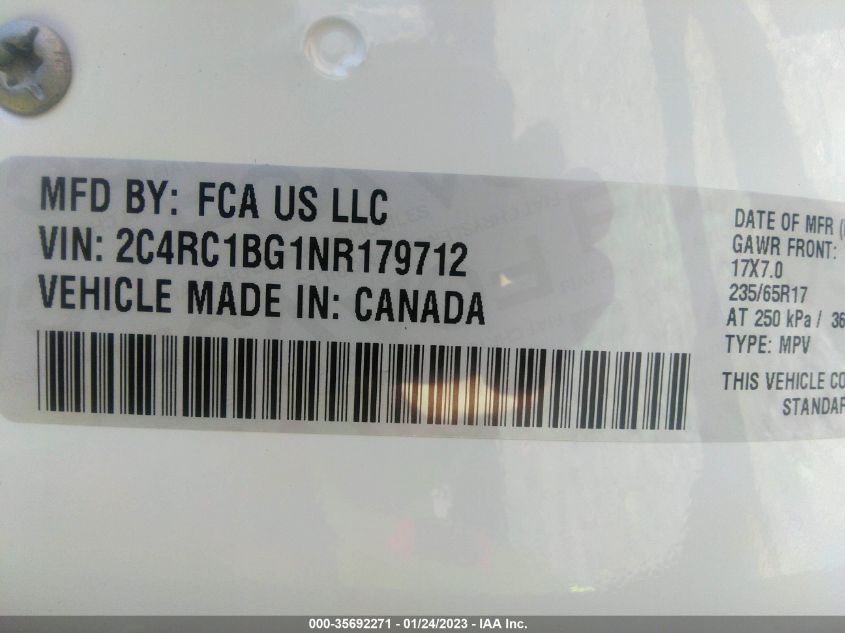 MFD BY: FCA US LLC
VIN: 2C4RC1BG1NR179712
VEHICLE MADE IN: CANADA
DATE OF MFR (
GAWR FRONT:
17X7.0
235/65R17
AT 250 kPa / 36
TYPE: MPV
THIS VEHICLE CO
STANDAR
000-35692271 - 01/24/2023 - IAA Inc.